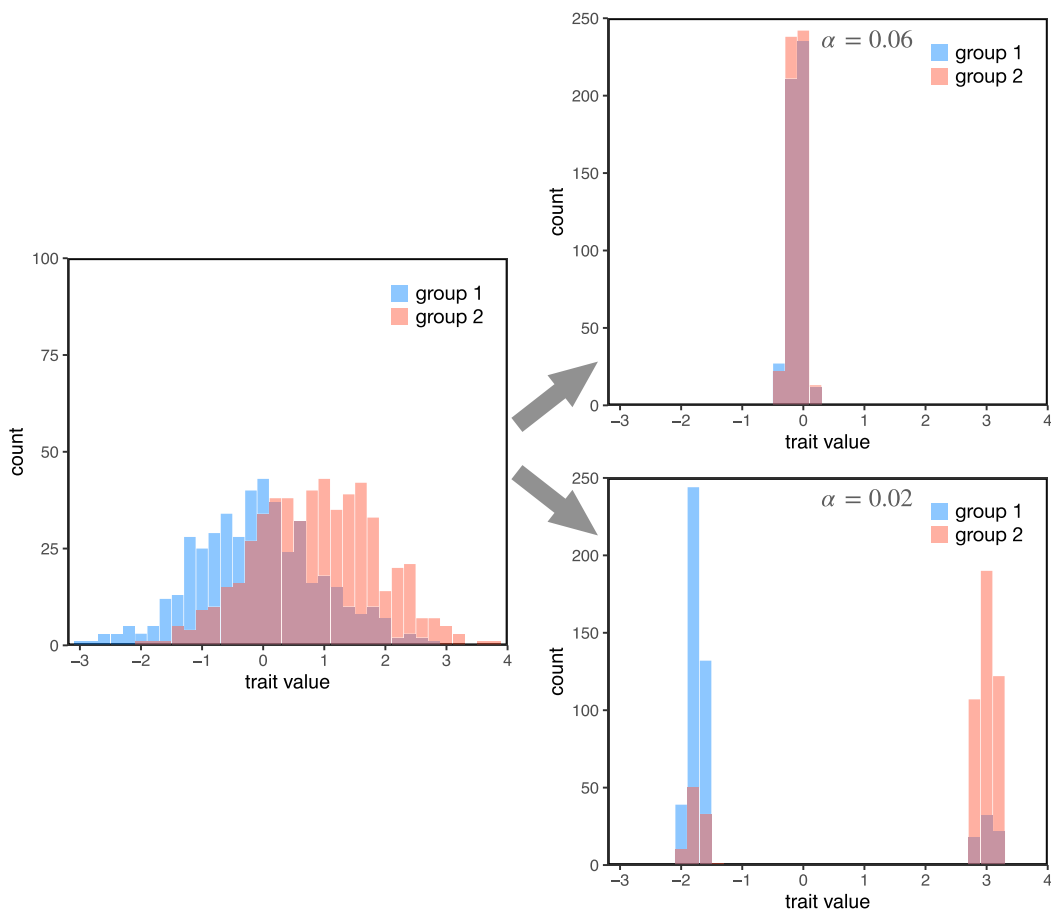 100
75
50
25
0
count
−3 −2 −1 0 1 2 3 4
trait value
group 1
group 2
250
200
150
100
50
0
count
−3 −2 −1 0 1 2 3 4
trait value
α = 0.06
group 1
group 2
250
200
150
100
50
0
count
−3 −2 −1 0 1 2 3 4
trait value
α = 0.02
group 1
group 2